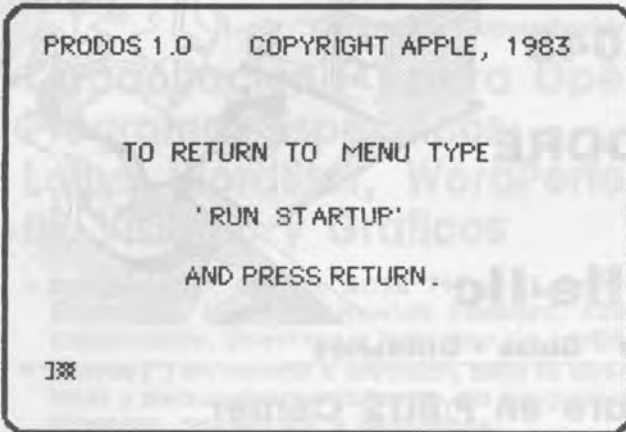 PRODOS 1.0 COPYRIGHT APPLE, 1983
TO RETURN TO MENU TYPE
'RUN STARTUP'
AND PRESS RETURN.
]